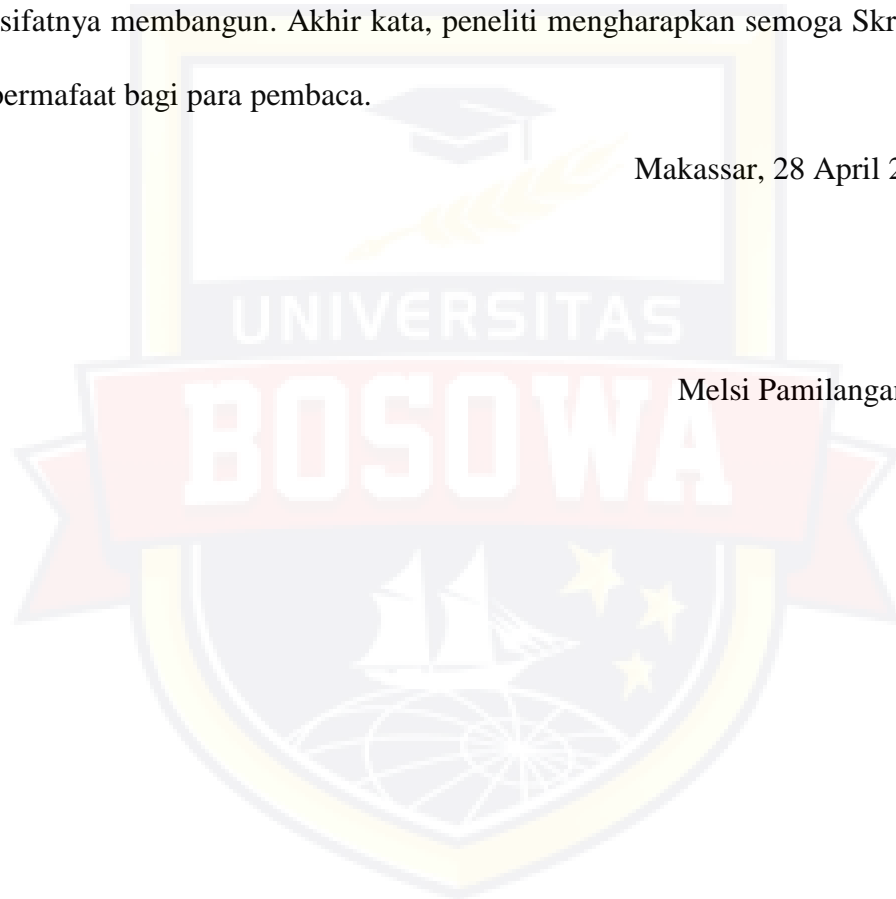 sifatnya membangun. Akhir kata, peneliti mengharapkan semoga Skr
bermafaat bagi para pembaca.
Makassar, 28 April 2
UNIVERSITAS
Melsi Pamilangan
BOSOWA